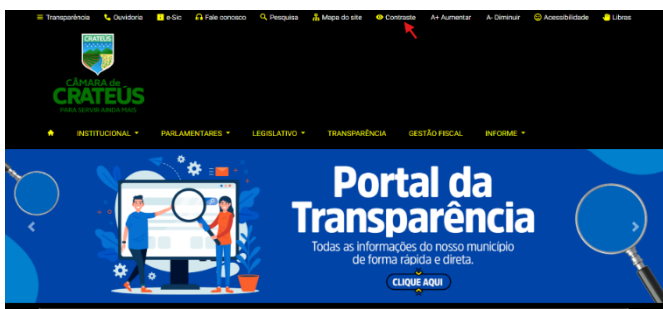 Transparência Ouvidoria e-Sic Fale conosco Pesquisa Mapa do site Contraste A+ Aumentar A- Diminuir Acessibilidade Libras
CRATEÚS
CÂMARA de
CRATEÚS
PARA SERVIR AINDA MAIS
INSTITUCIONAL PARLAMENTARES LEGISLATIVO TRANSPARÊNCIA GESTÃO FISCAL INFORME
Portal da
Transparência
Todas as informações do nosso município
de forma rápida e direta.
CLIQUE AQUI